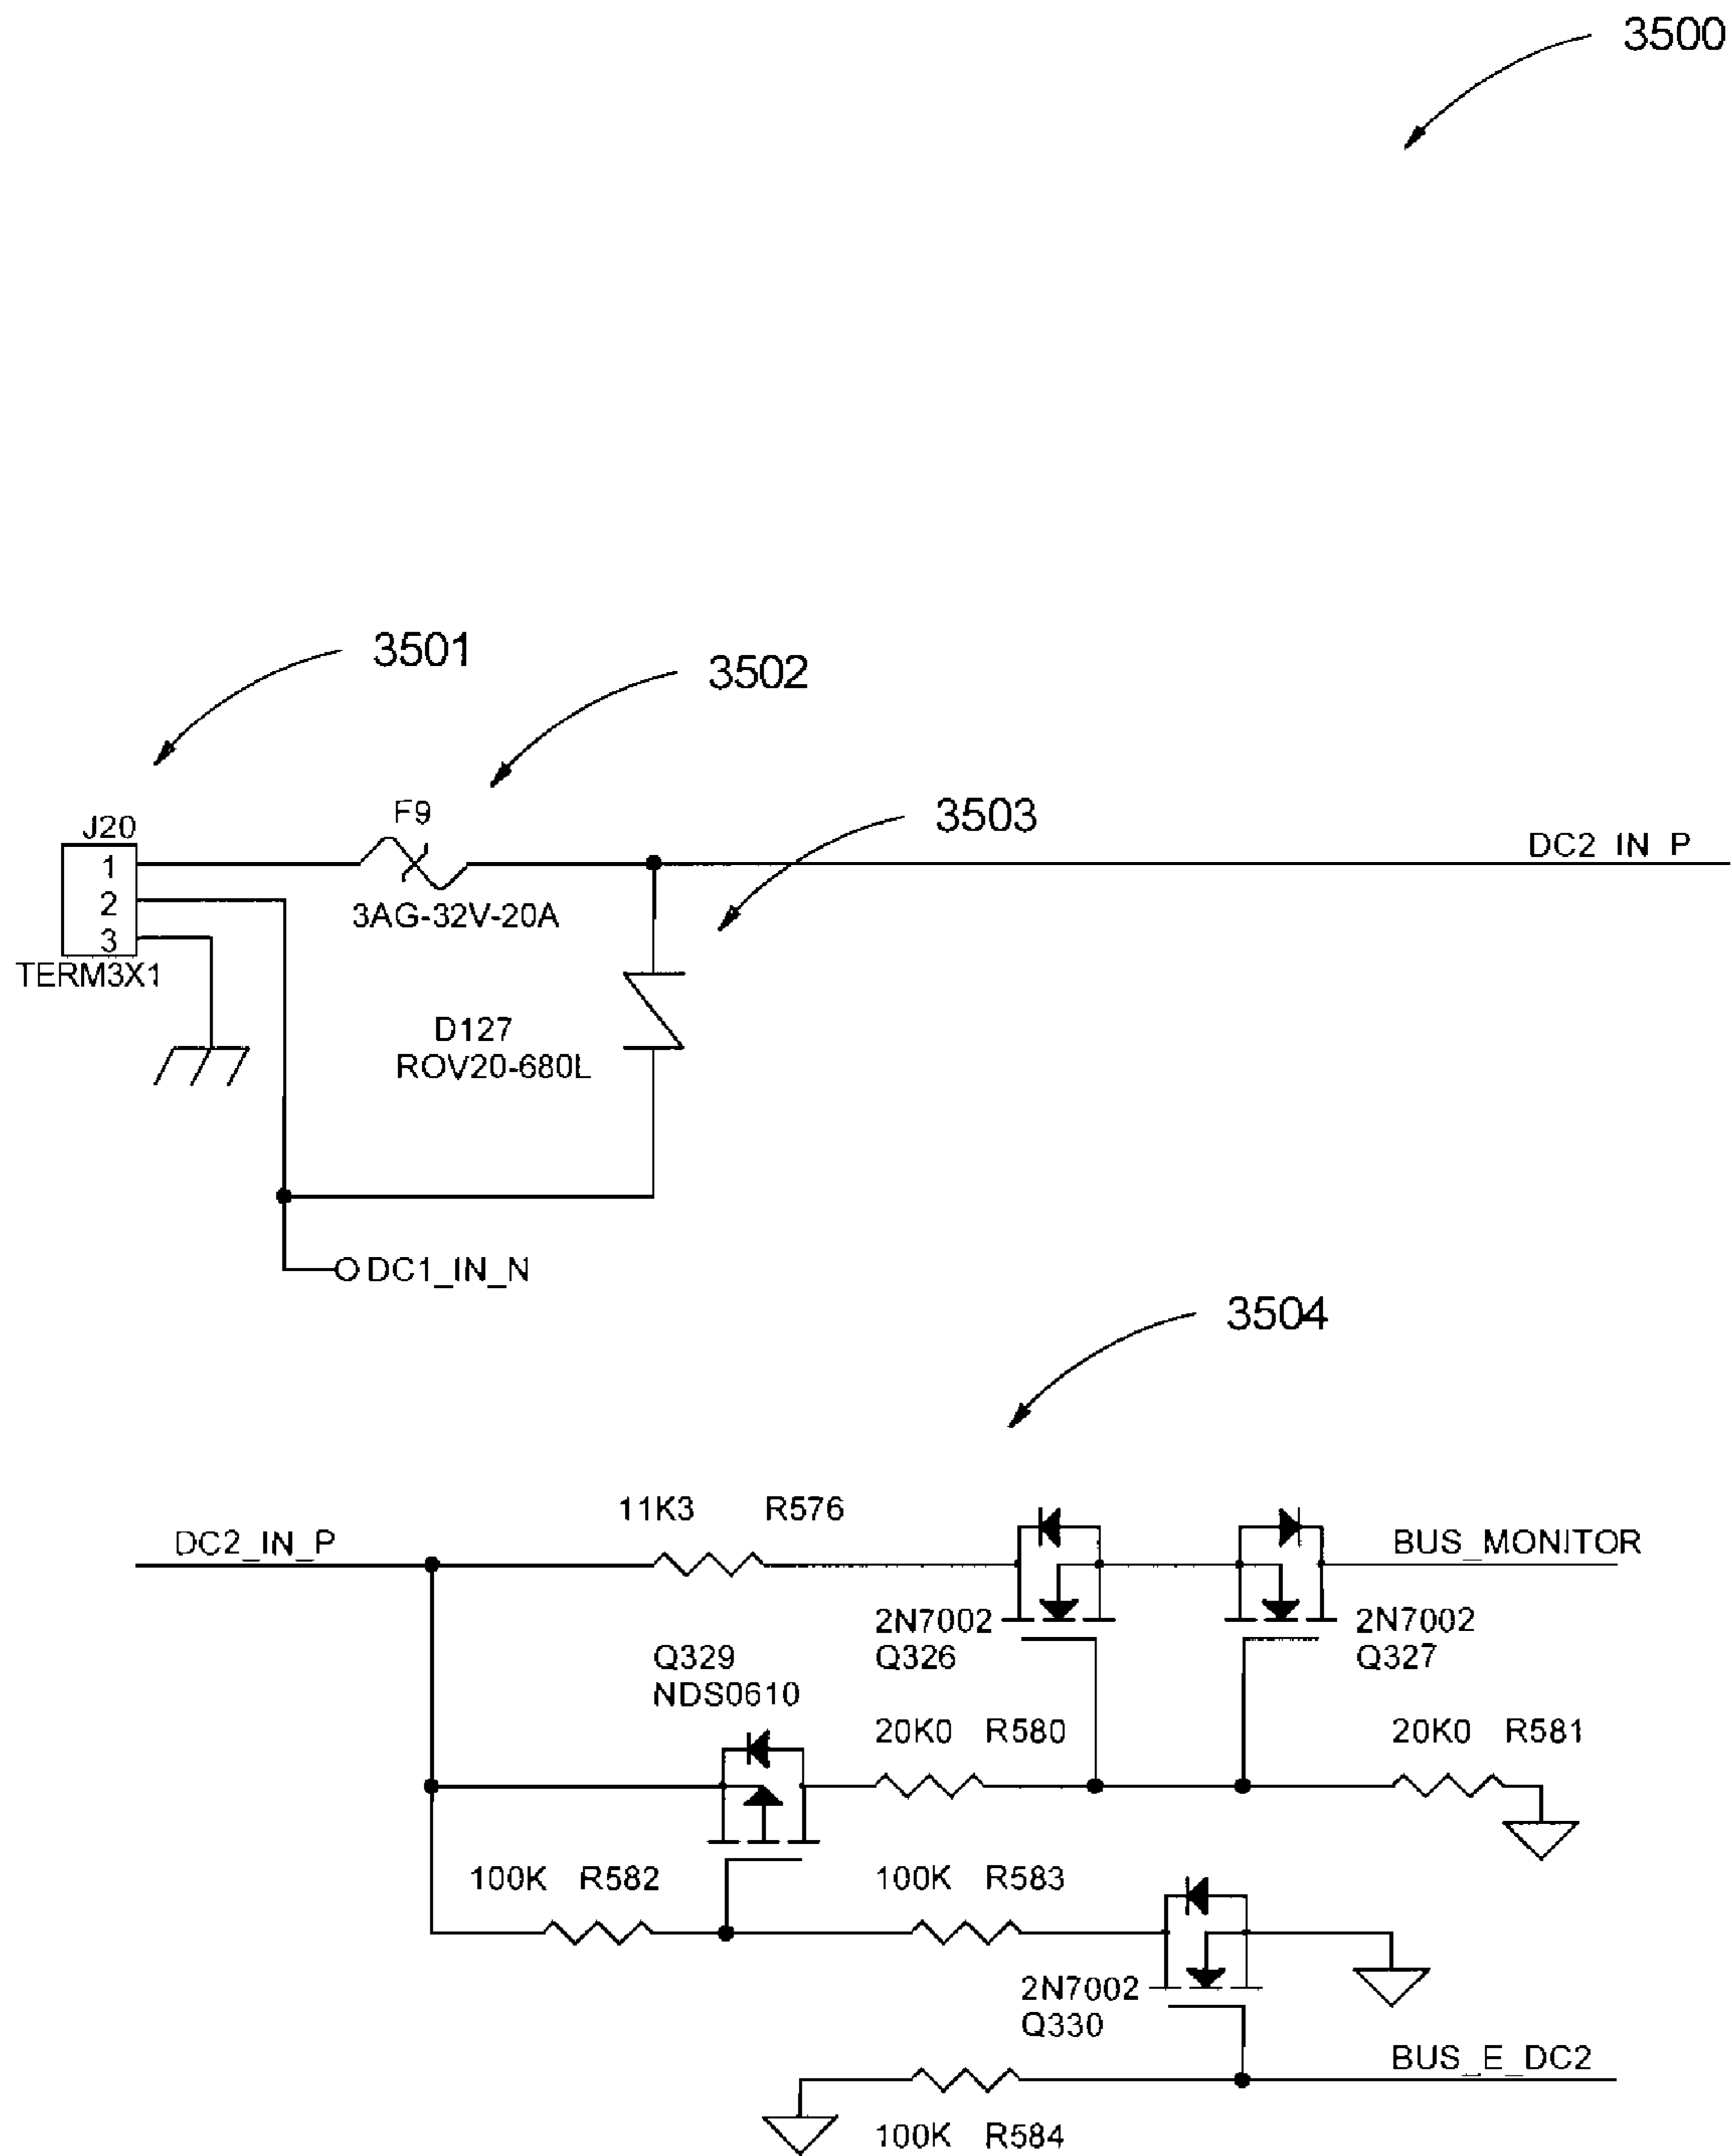 3500
3501
3502
3503
J20
1
2
3
TERM3X1
F9
3AG-32V-20A
DC2_IN_P
D127
ROV20-680L
DC1_IN_N
3504
DC2_IN_P
11K3 R576
BUS_MONITOR
2N7002
Q326
2N7002
Q327
Q329
NDS0610
20K0 R580
20K0 R581
100K R582
100K R583
2N7002
Q330
BUS_E_DC2
100K R584